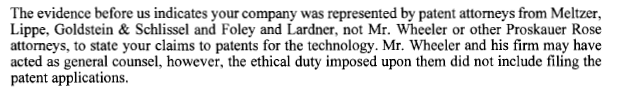 The evidence before us indicates your company was represented by patent attorneys from Meltzer,
Lippe, Goldstein & Schlissel and Foley and Lardner, not Mr. Wheeler or other Proskauer Rose
attorneys, to state your claims to patents for the technology. Mr. Wheeler and his firm may have
acted as general counsel, however, the ethical duty imposed upon them did not include filing the
patent applications.